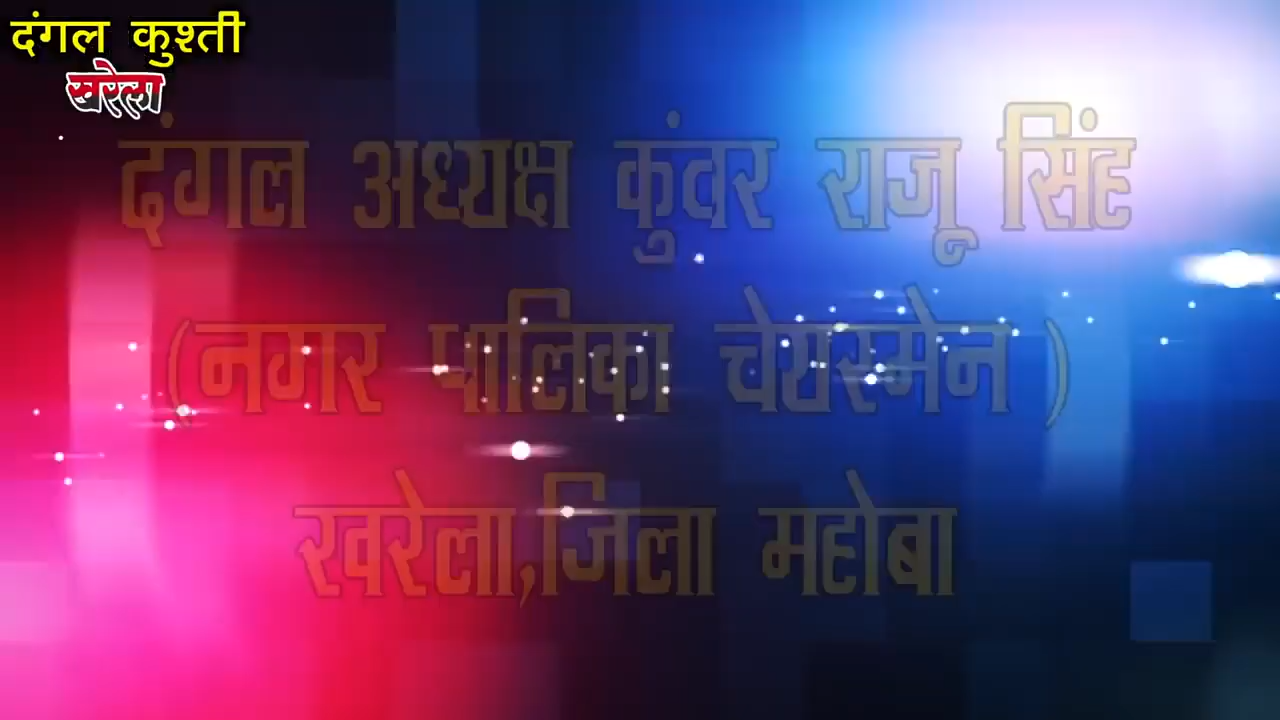 दंगल कुश्ती
खरेला
दंगल अध्यक्ष कुंवर राजू सिंह
(नगर पालिका चेयरमेन )
खरेला,जिला महोबा